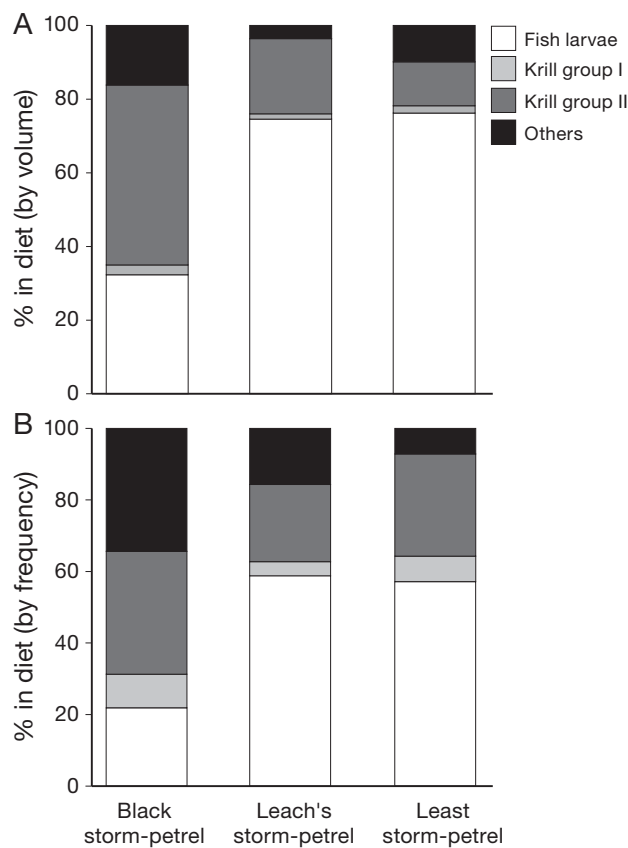 A
% in diet (by volume)
100
80
60
40
20
0
Fish larvae
Krill group I
Krill group II
Others
B
% in diet (by frequency)
100
80
60
40
20
0
Black
storm-petrel
Leach's
storm-petrel
Least
storm-petrel